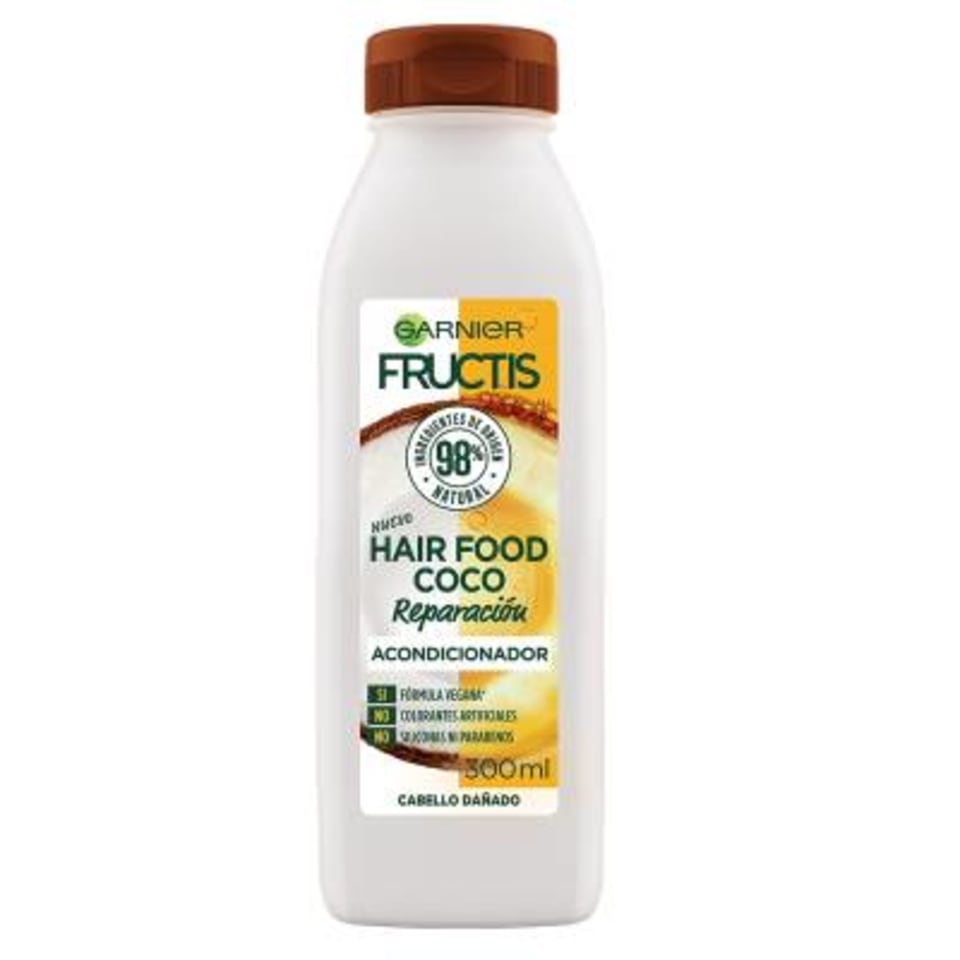 GARNIER
FRUCTIS
INGREDIENTES DE ORIGEN
98%
NATURAL
NUEVO
HAIR FOOD
COCO
Reparación
ACONDICIONADOR
SI FÓRMULA VEGANA*
NO COLORANTES ARTIFICIALES
NO SILICONAS NI PARABENOS
300ml
CABELLO DAÑADO